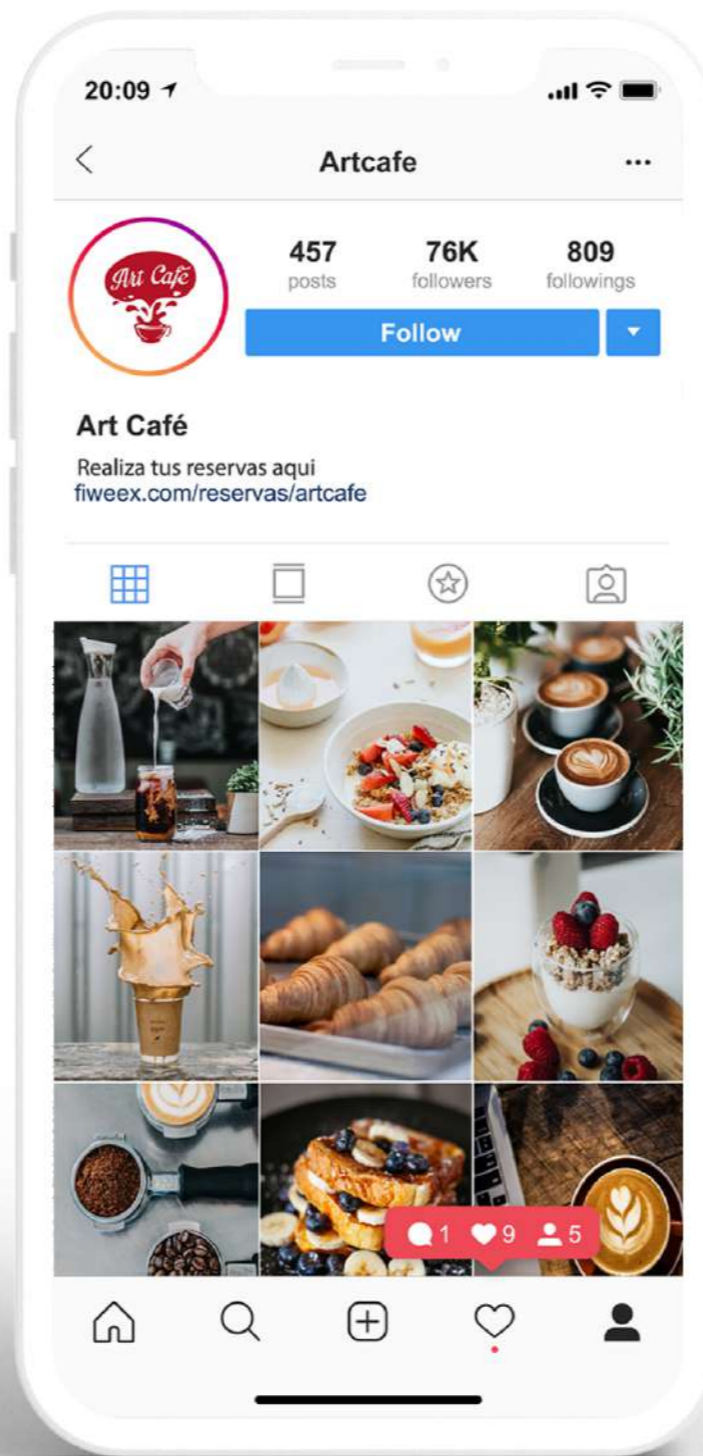 20:09
Artcafe
Art Café
457 76K 809
posts followers followings
Follow
Art Café
Realiza tus reservas aqui
fiweex.com/reservas/artcafe
1 9 5